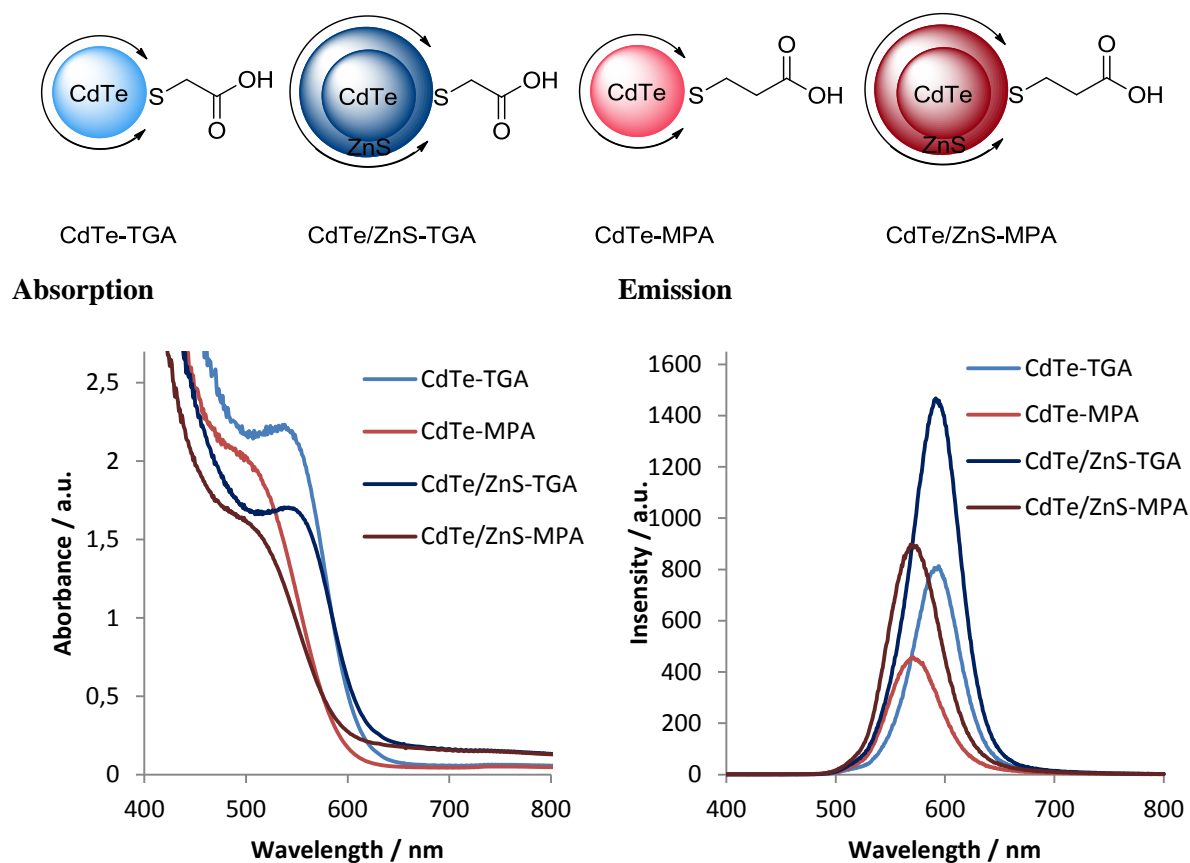 CdTe
S
OH
O
CdTe
ZnS
S
OH
O
CdTe
S
O
OH
CdTe
ZnS
S
O
OH
CdTe-TGA
CdTe/ZnS-TGA
CdTe-MPA
CdTe/ZnS-MPA
Absorption
Emission
Aborbance / a.u.
2,5
2
1,5
1
0,5
0
400
500
600
700
800
Wavelength / nm
CdTe-TGA
CdTe-MPA
CdTe/ZnS-TGA
CdTe/ZnS-MPA
Insensity / a.u.
1600
1400
1200
1000
800
600
400
200
0
400
500
600
700
800
Wavelength / nm
CdTe-TGA
CdTe-MPA
CdTe/ZnS-TGA
CdTe/ZnS-MPA